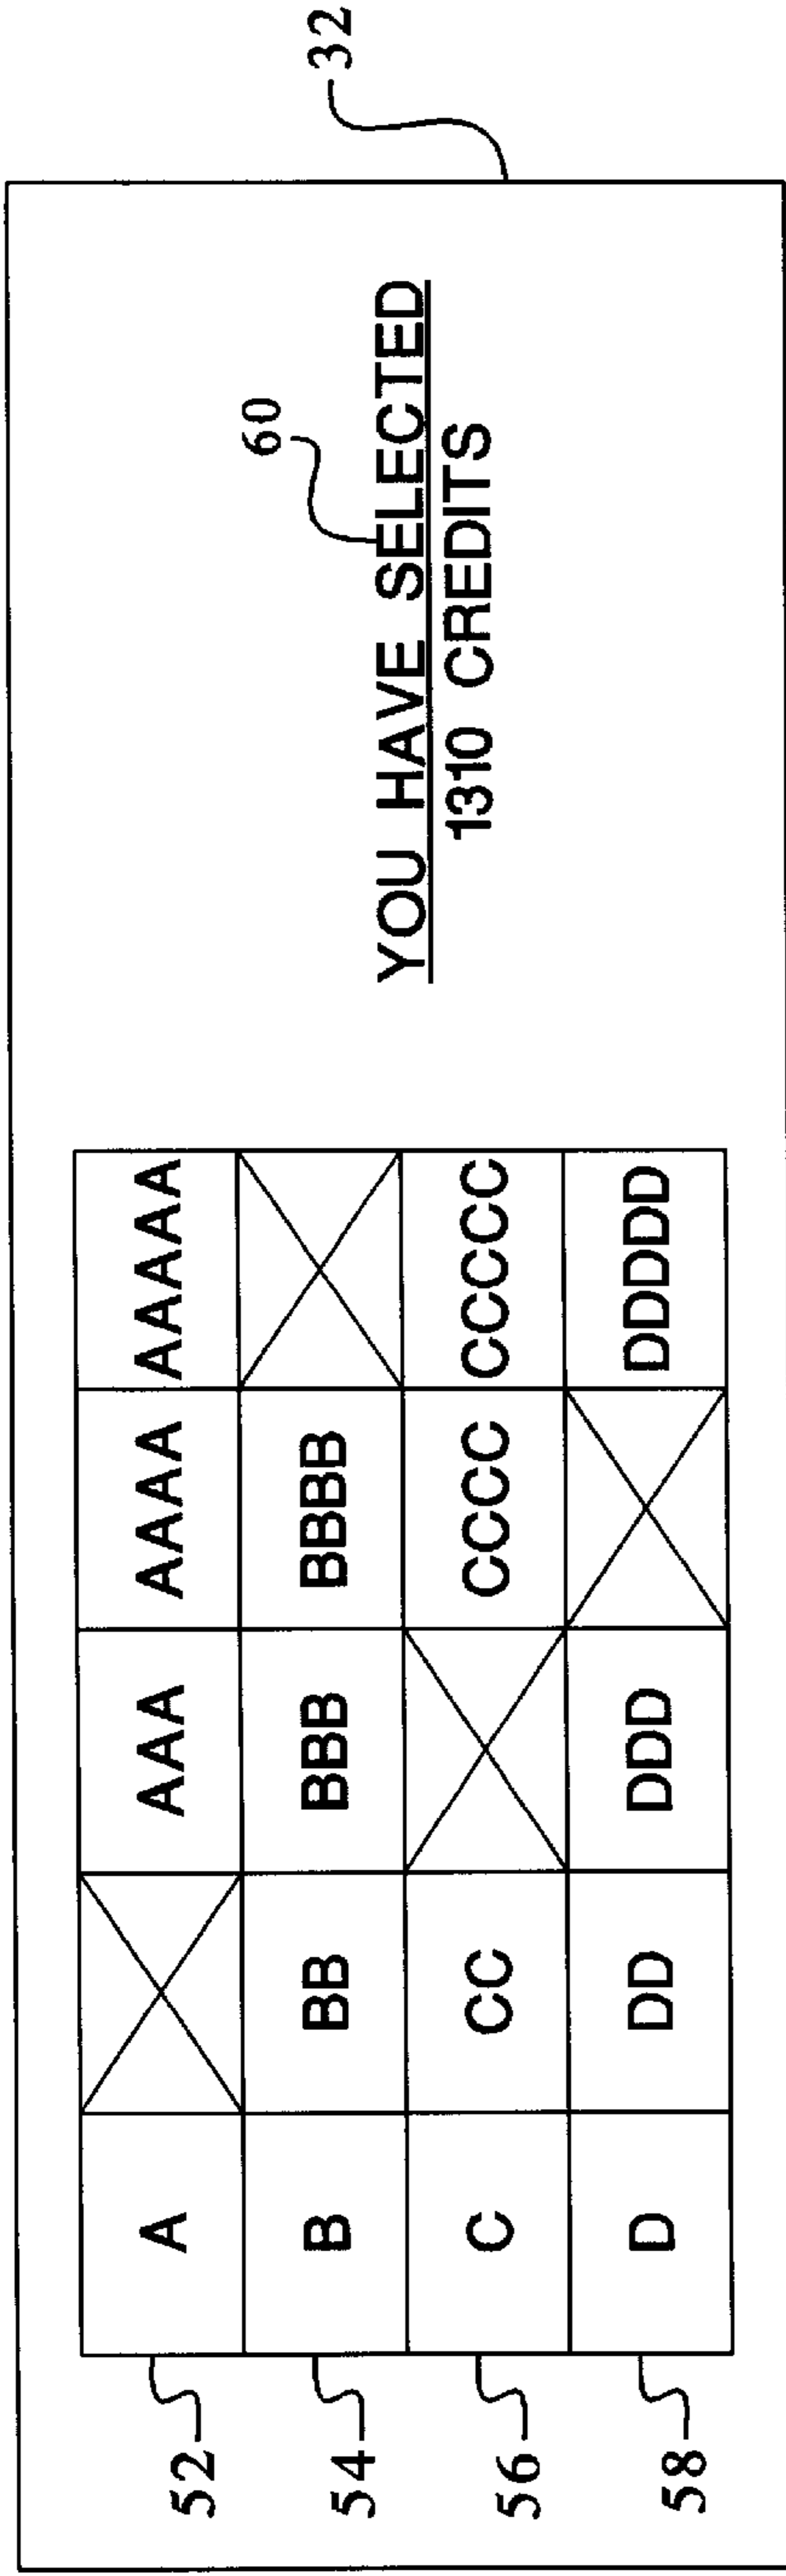 32
60
YOU HAVE SELECTED
1310 CREDITS
52 A AAA AAAA AAAAA
54 B BB BBB BBBB
56 C CC CCCC CCCCC
58 D DD DDD DDDDD